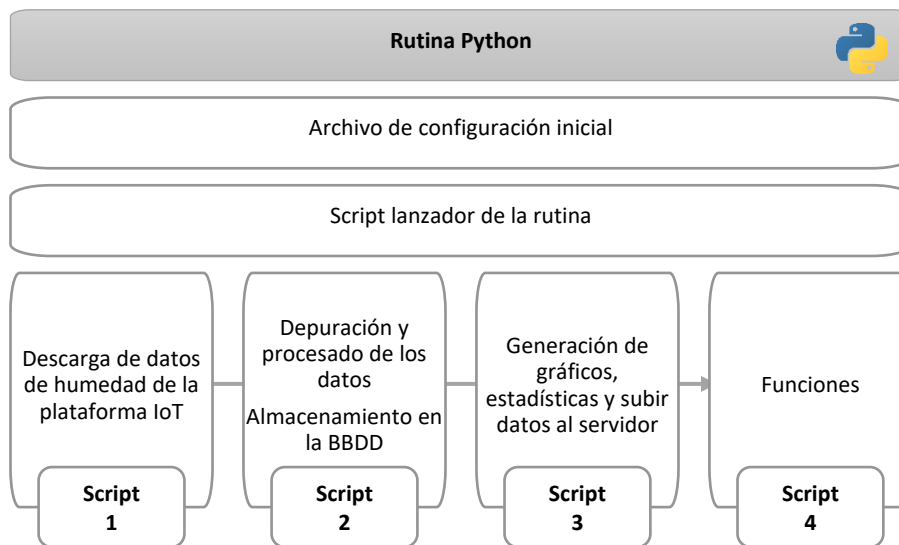 Rutina Python
Archivo de configuración inicial
Script lanzador de la rutina
Descarga de datos
de humedad de la
plataforma IoT
Script
1
Depuración y
procesado de los
datos
Almacenamiento en
la BBDD
Script
2
Generación de
gráficos,
estadísticas y subir
datos al servidor
Script
3
Funciones
Script
4